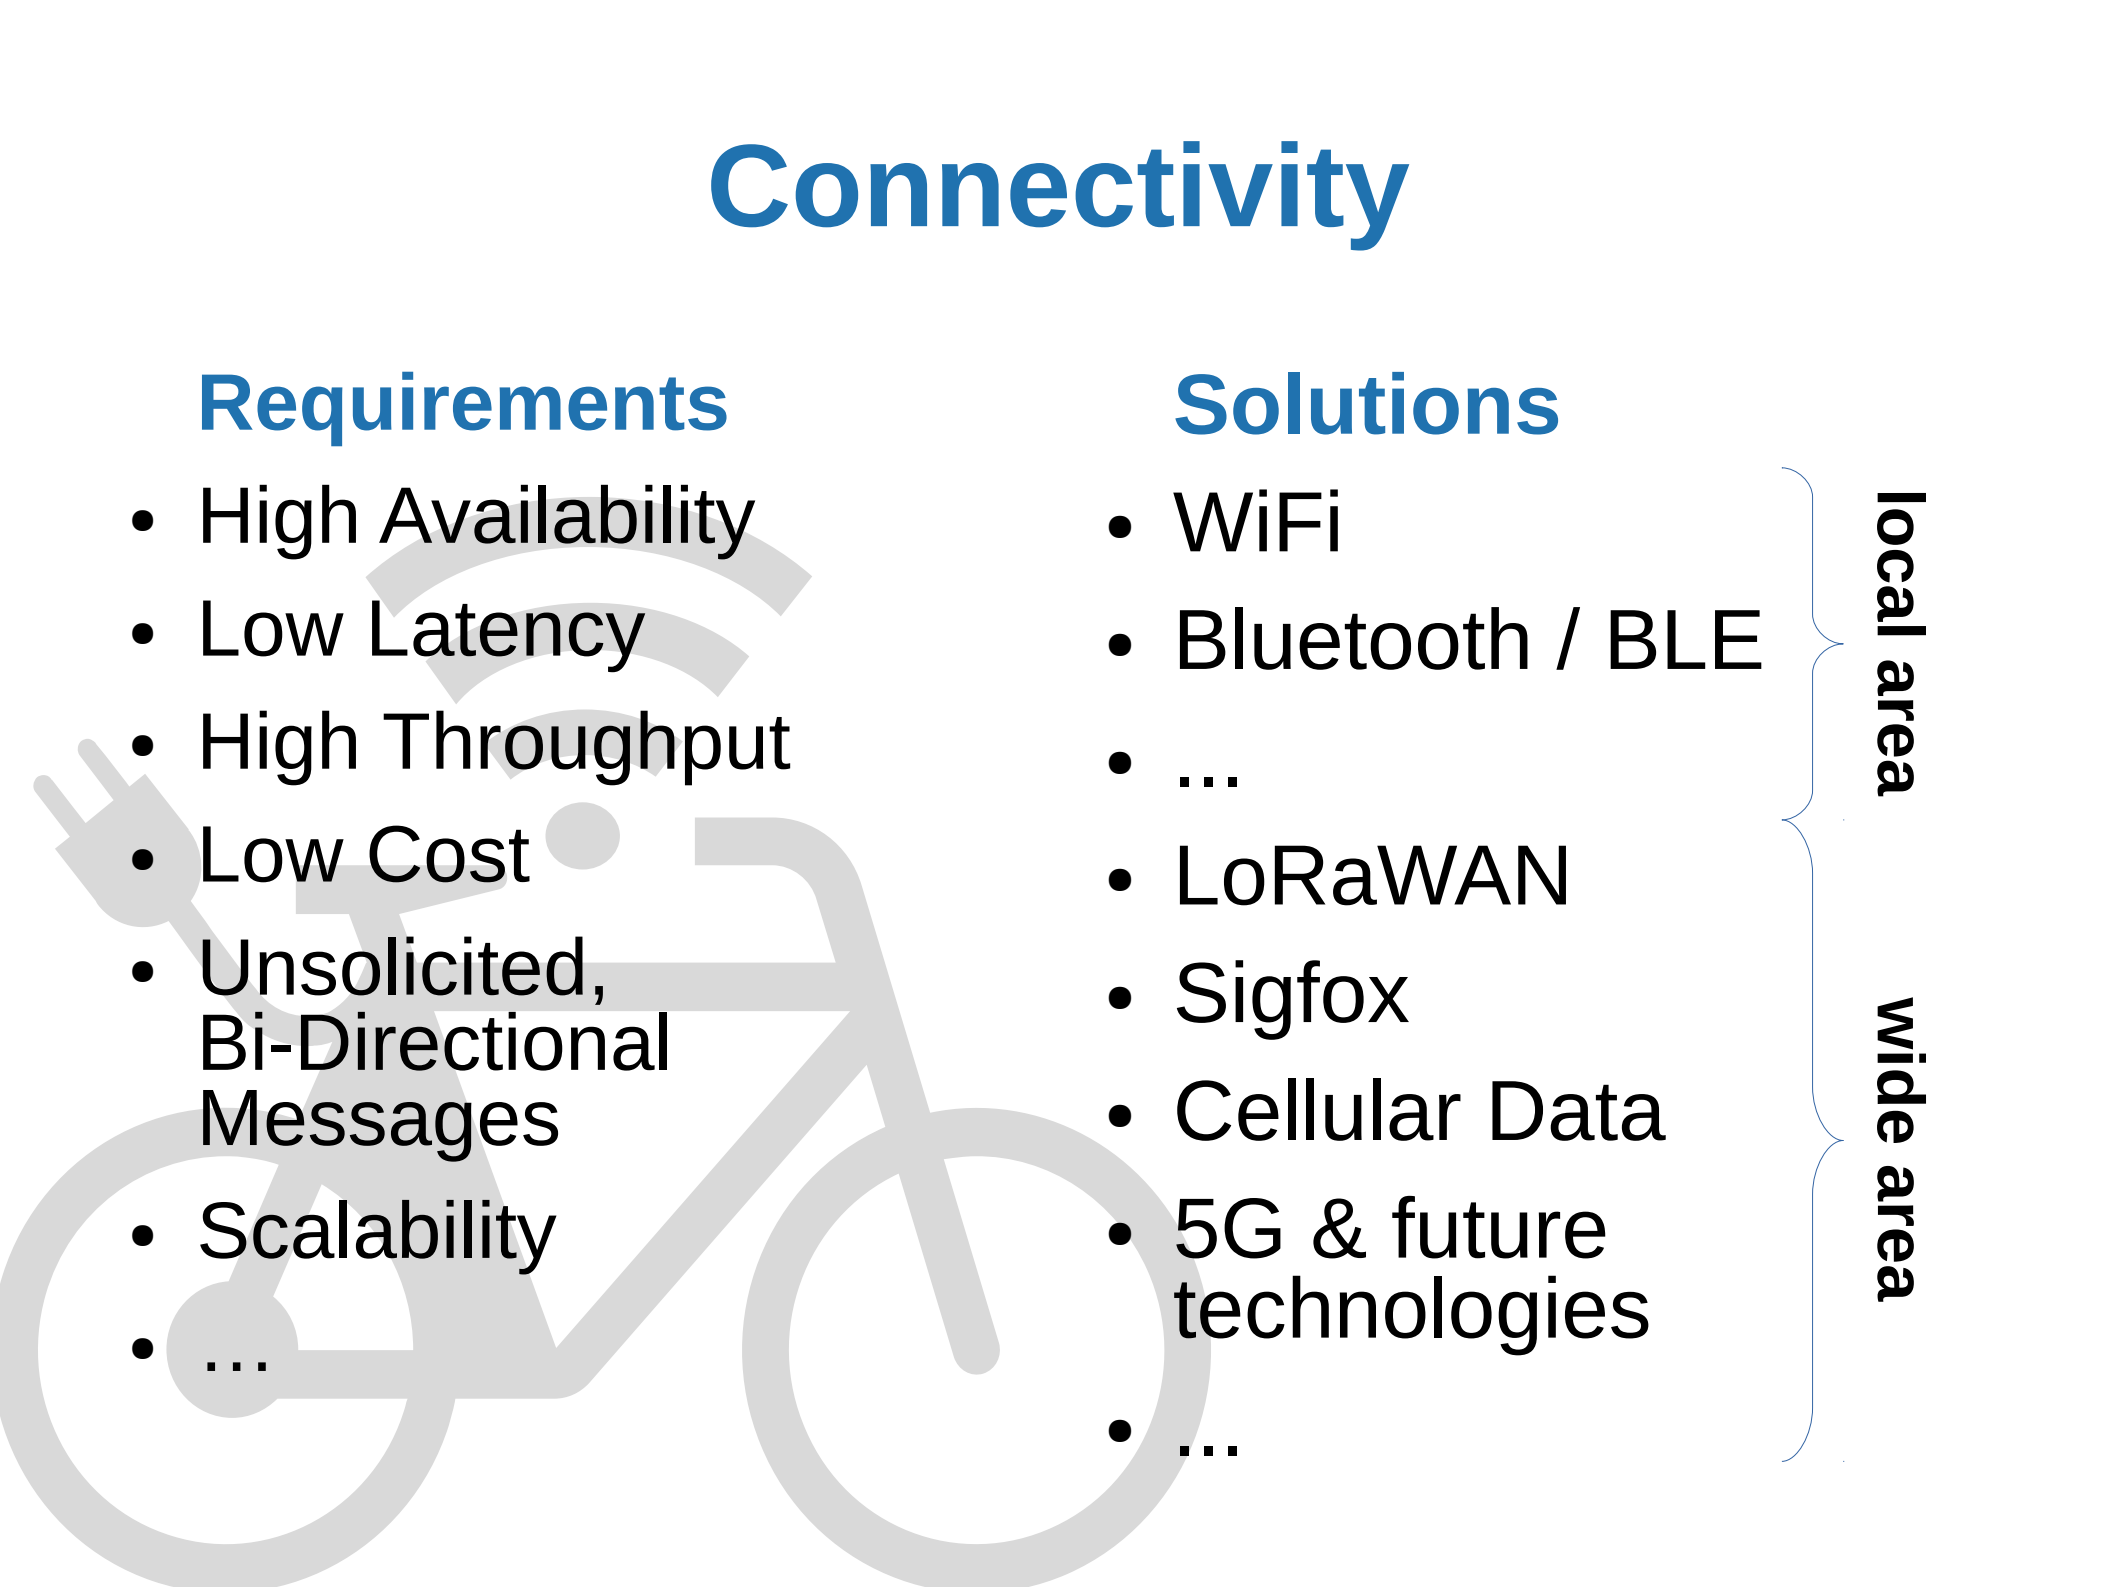 Connectivity
Requirements
• High Availability
• Low Latency
• High Throughput
• Low Cost
• Unsolicited,
Bi-Directional
Messages
• Scalability
• …
Solutions
• WiFi
• Bluetooth / BLE
• ...
• LoRaWAN
• Sigfox
• Cellular Data
• 5G & future
technologies
• ...
local area
wide area